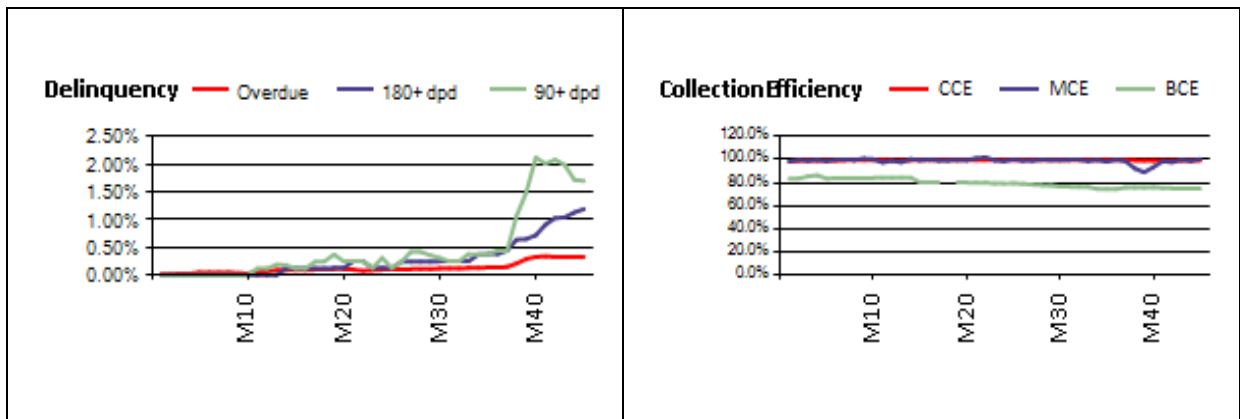 Delinquency Overdue 180+ dpd 90+ dpd
2.50%
2.00%
1.50%
1.00%
0.50%
0.00%
M10
M20
M30
M40
Collection Efficiency CCE MCE BCE
120.0%
100.0%
80.0%
60.0%
40.0%
20.0%
0.0%
M10
M20
M30
M40